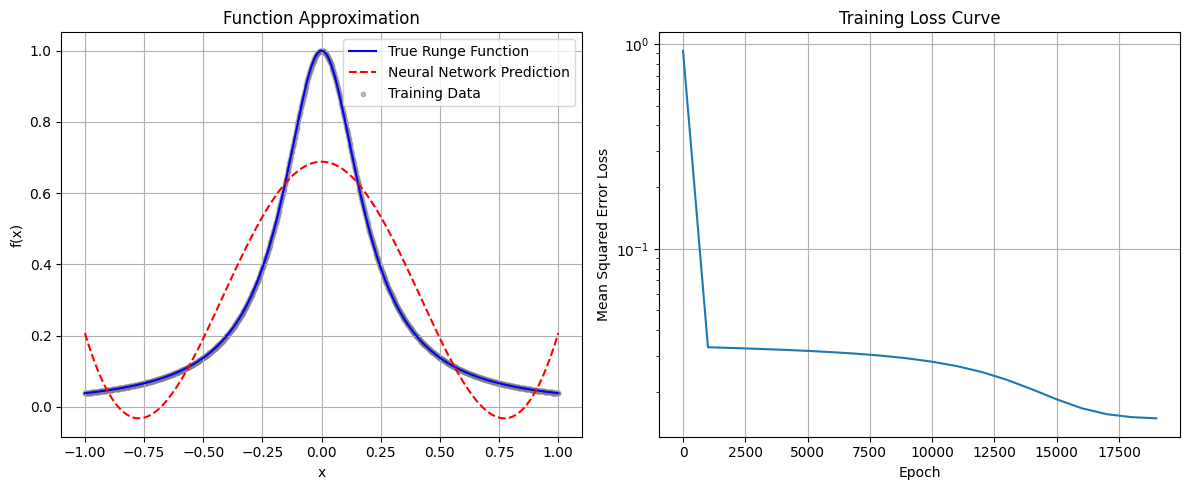 Function Approximation
True Runge Function
Neural Network Prediction
Training Data
f(x)
1.0
0.8
0.6
0.4
0.2
0.0
−1.00 −0.75 −0.50 −0.25 0.00 0.25 0.50 0.75 1.00
x
Training Loss Curve
Mean Squared Error Loss
10⁰
10⁻¹
0 2500 5000 7500 10000 12500 15000 17500
Epoch